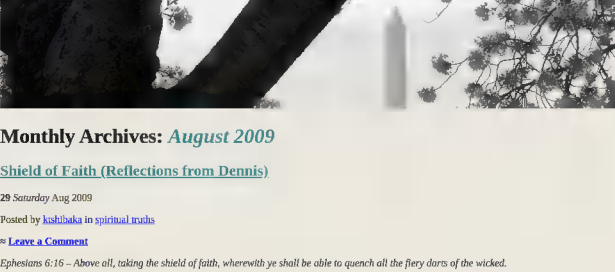 Monthly Archives: August 2009
Shield of Faith (Reflections from Dennis)
29 Saturday Aug 2009
Posted by ktshibaka in spiritual truths
≈ Leave a Comment
Ephesians 6:16 – Above all, taking the shield of faith, wherewith ye shall be able to quench all the fiery darts of the wicked.